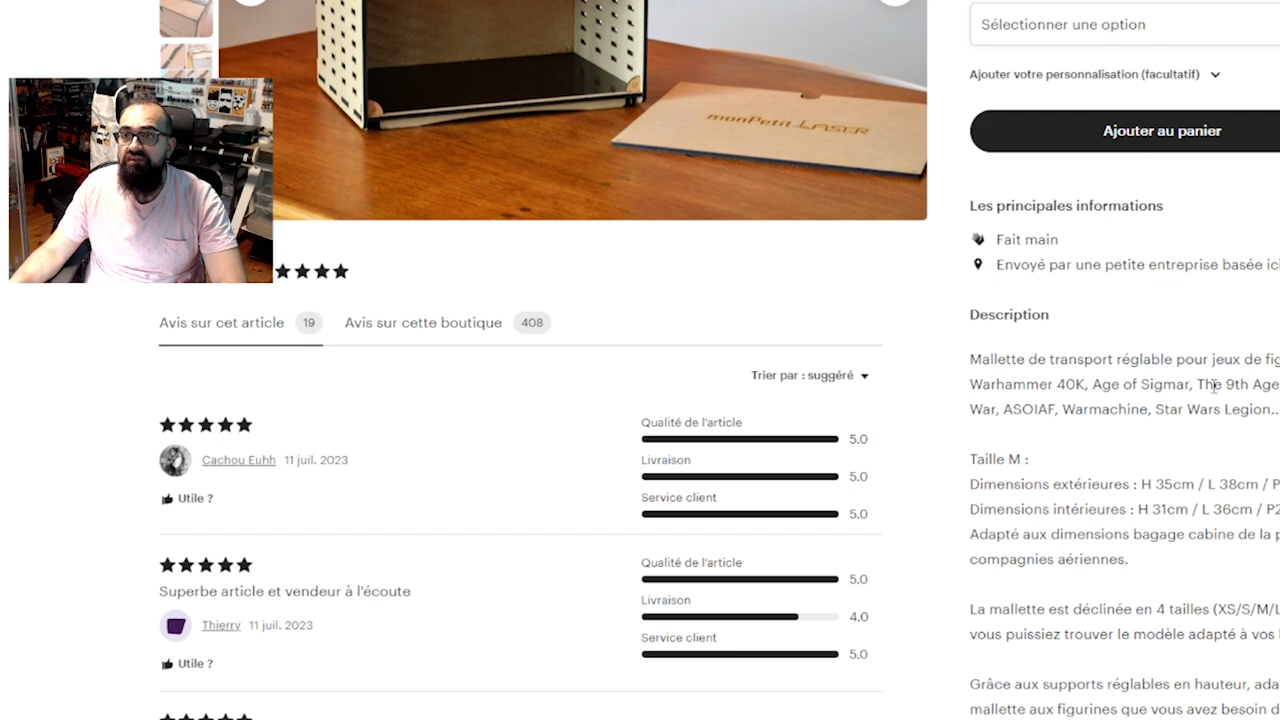 Sélectionner une option
Ajouter votre personnalisation (facultatif)
monPetit LASER
Ajouter au panier
Les principales informations
Fait main
Envoyé par une petite entreprise basée ici
Avis sur cet article 19 Avis sur cette boutique 408
Trier par : suggéré
Qualité de l'article
5.0
Cachou Euhh 11 juil. 2023
Livraison
5.0
Utile ?
Service client
5.0
Qualité de l'article
5.0
Superbe article et vendeur à l'écoute
Livraison
4.0
Thierry 11 juil. 2023
Service client
5.0
Utile ?
Description
Mallette de transport réglable pour jeux de fig
Warhammer 40K, Age of Sigmar, The 9th Age
War, ASOIAF, Warmachine, Star Wars Legion...
Taille M :
Dimensions extérieures : H 35cm / L 38cm / P
Dimensions intérieures : H 31cm / L 36cm / P2
Adapté aux dimensions bagage cabine de la p
compagnies aériennes.
La mallette est déclinée en 4 tailles (XS/S/M/L
vous puissiez trouver le modèle adapté à vos
Grâce aux supports réglables en hauteur, ada
mallette aux figurines que vous avez besoin d